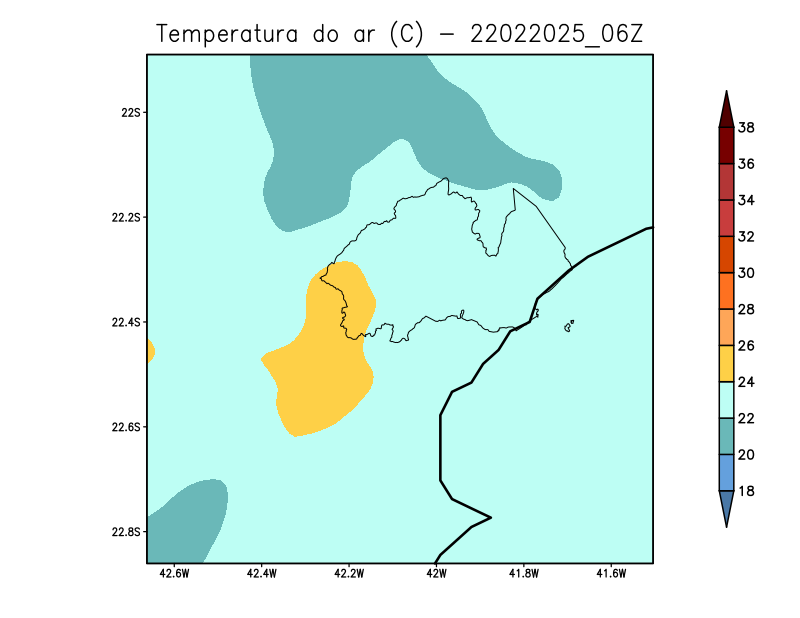 Temperatura do ar (C) - 22022025_06Z
22S
22.2S
22.4S
22.6S
22.8S
42.6W
42.4W
42.2W
42W
41.8W
41.6W
38
36
34
32
30
28
26
24
22
20
18